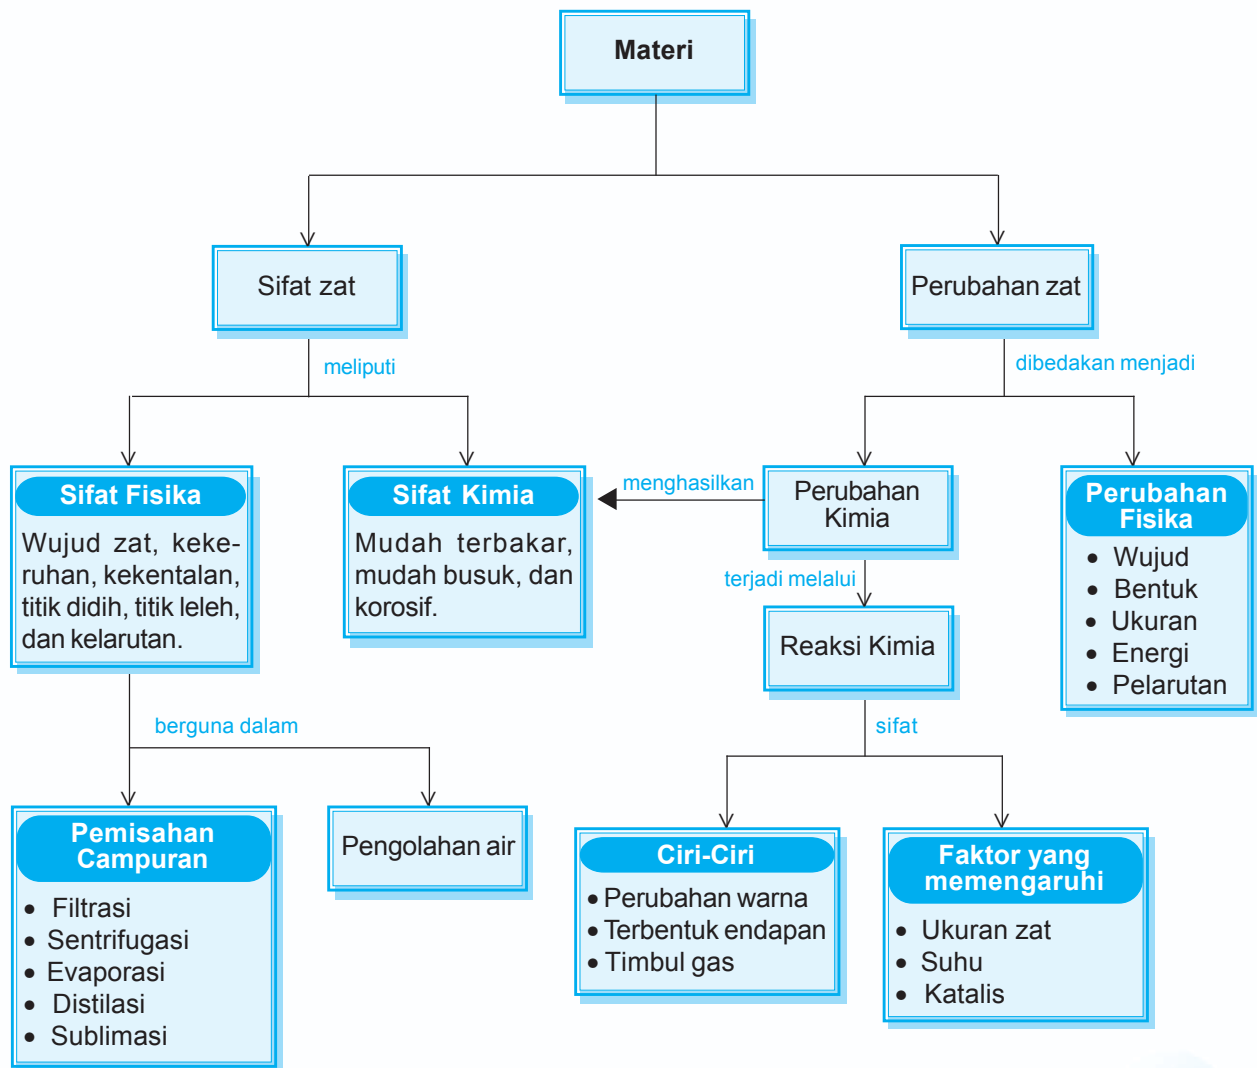 Materi
Sifat zat
Perubahan zat
meliputi
dibedakan menjadi
Sifat Fisika
Wujud zat, keke-
ruhan, kekentalan,
titik didih, titik leleh,
dan kelarutan.
Sifat Kimia
Mudah terbakar,
mudah busuk, dan
korosif.
menghasilkan
Perubahan
Kimia
Perubahan
Fisika
• Wujud
• Bentuk
• Ukuran
• Energi
• Pelarutan
terjadi melalui
Reaksi Kimia
berguna dalam
sifat
Pemisahan
Campuran
• Filtrasi
• Sentrifugasi
• Evaporasi
• Distilasi
• Sublimasi
Pengolahan air
Ciri-Ciri
• Perubahan warna
• Terbentuk endapan
• Timbul gas
Faktor yang
memengaruhi
• Ukuran zat
• Suhu
• Katalis